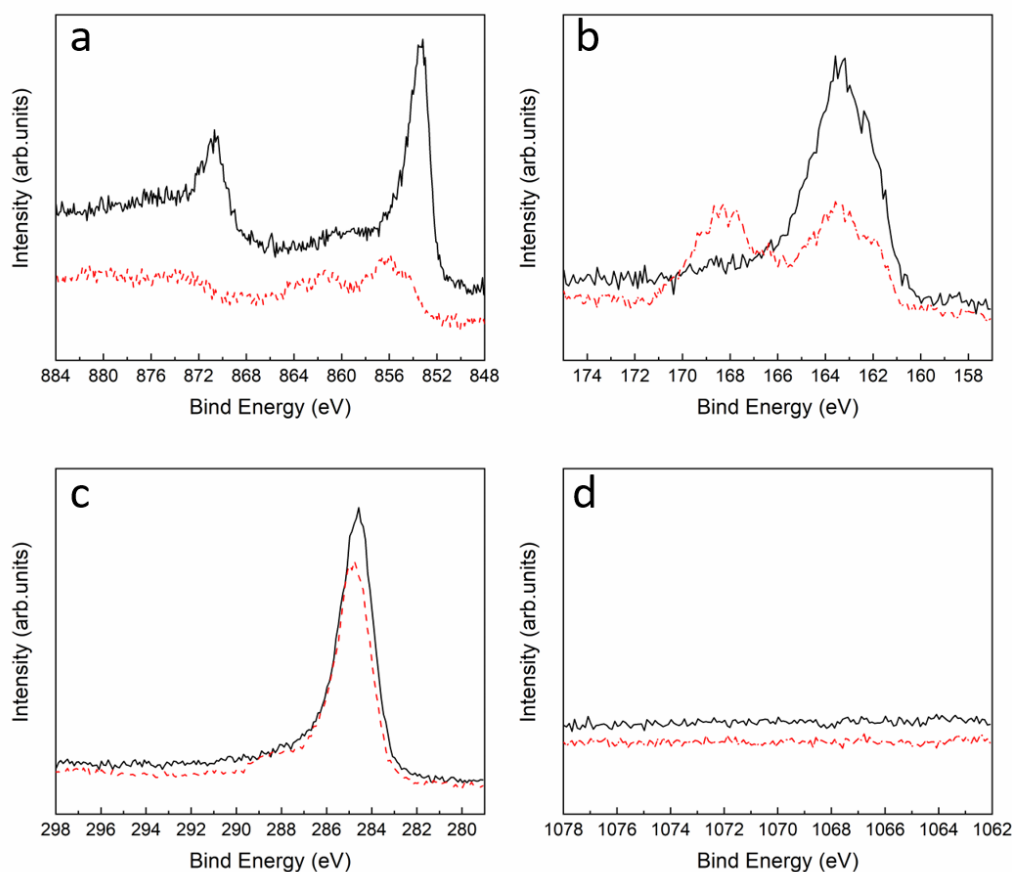 a
b
Intensity (arb.units)
Intensity (arb.units)
884 880 876 872 868 864 860 856 852 848
174 172 170 168 166 164 162 160 158
Bind Energy (eV)
Bind Energy (eV)
c
d
Intensity (arb.units)
Intensity (arb.units)
298 296 294 292 290 288 286 284 282 280
1078 1076 1074 1072 1070 1068 1066 1064 1062
Bind Energy (eV)
Bind Energy (eV)